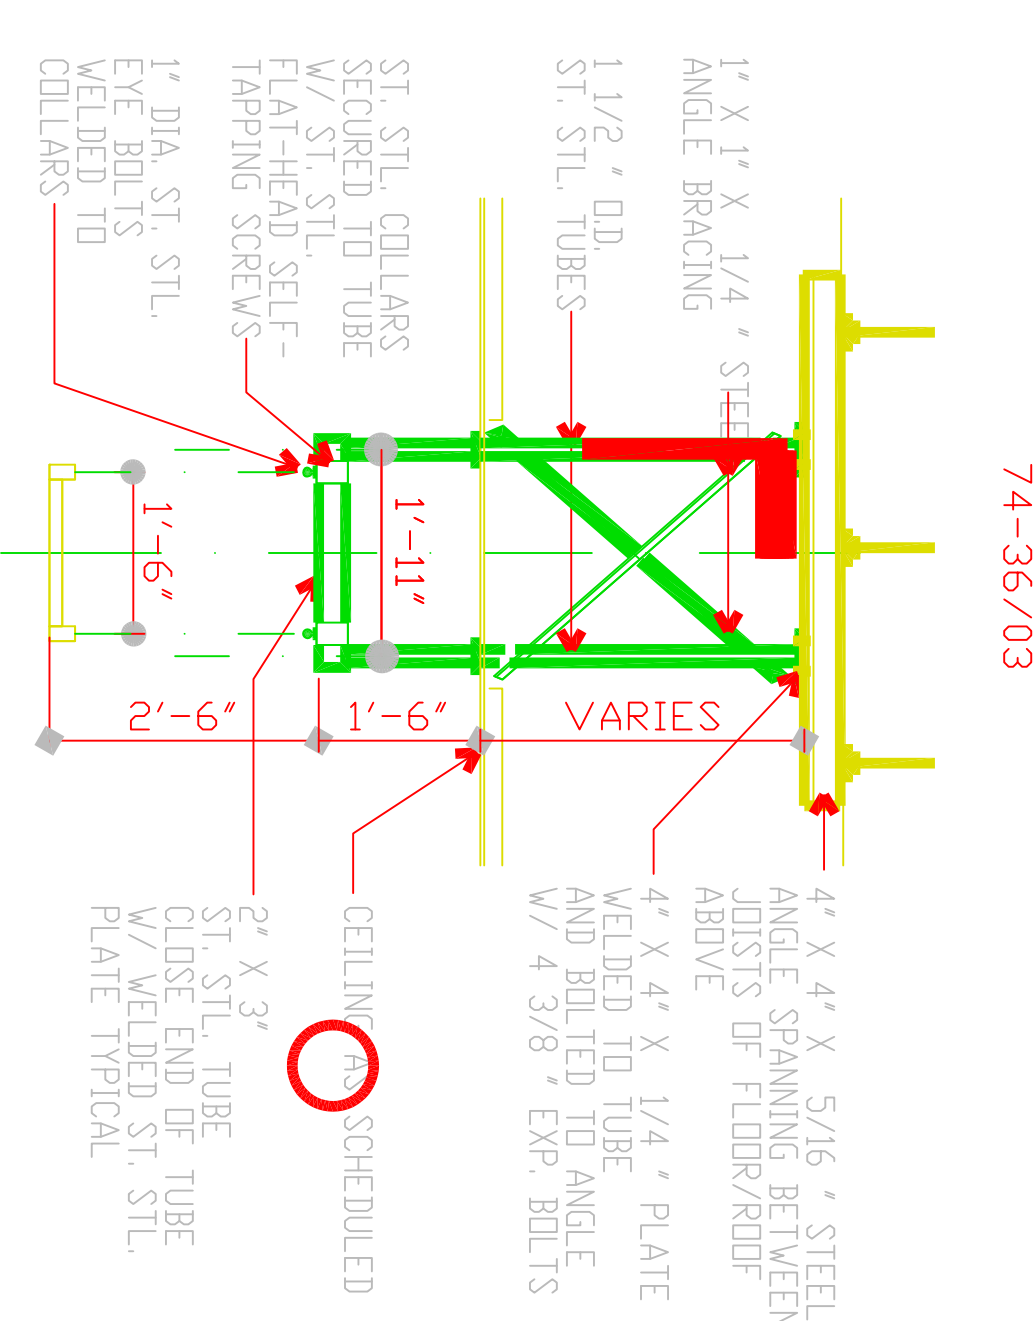 74-36/03
1" X 1" X 1/4 " STEEL
ANGLE BRACING
1 1/2 " O.D.
ST. STL. TUBES
ST. STL. COLLARS
SECURED TO TUBE
W/ ST. STL.
FLAT-HEAD SELF-
TAPING SCREWS
1" DIA. ST. STL.
EYE BOLTS
WELDED TO
COLLARS
1'-11"
1'-6"
VARIES
1'-6"
2'-6"
4" X 4" X 5/16 " STEEL
ANGLE SPANNING BETWEEN
JOISTS OF FLOOR/ROOF
ABOVE
4" X 4" X 1/4 " PLATE
WELDED TO TUBE
AND BOLTED TO ANGLE
W/ 4 3/8 " EXP. BOLTS
CEILING AS SCHEDULED
2" X 3"
ST. STL. TUBE
CLOSE END OF TUBE
W/ WELDED ST. STL.
PLATE TYPICAL